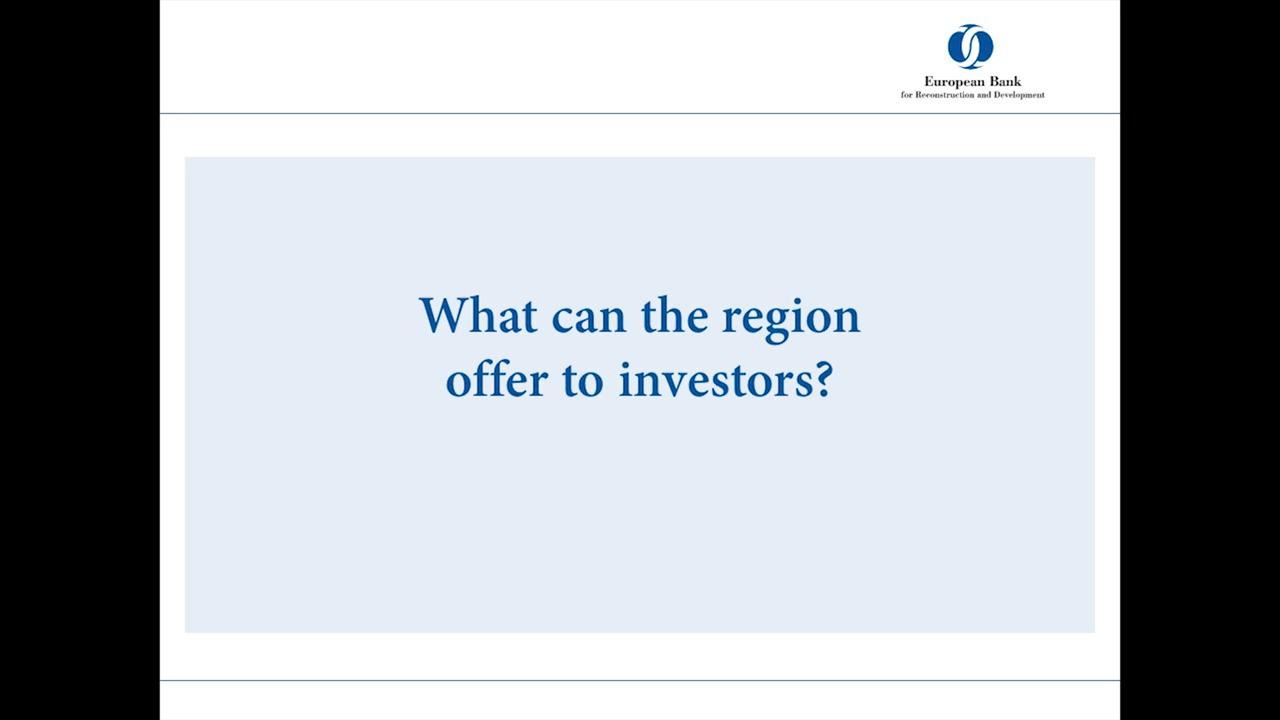 European Bank
for Reconstruction and Development
What can the region
offer to investors?